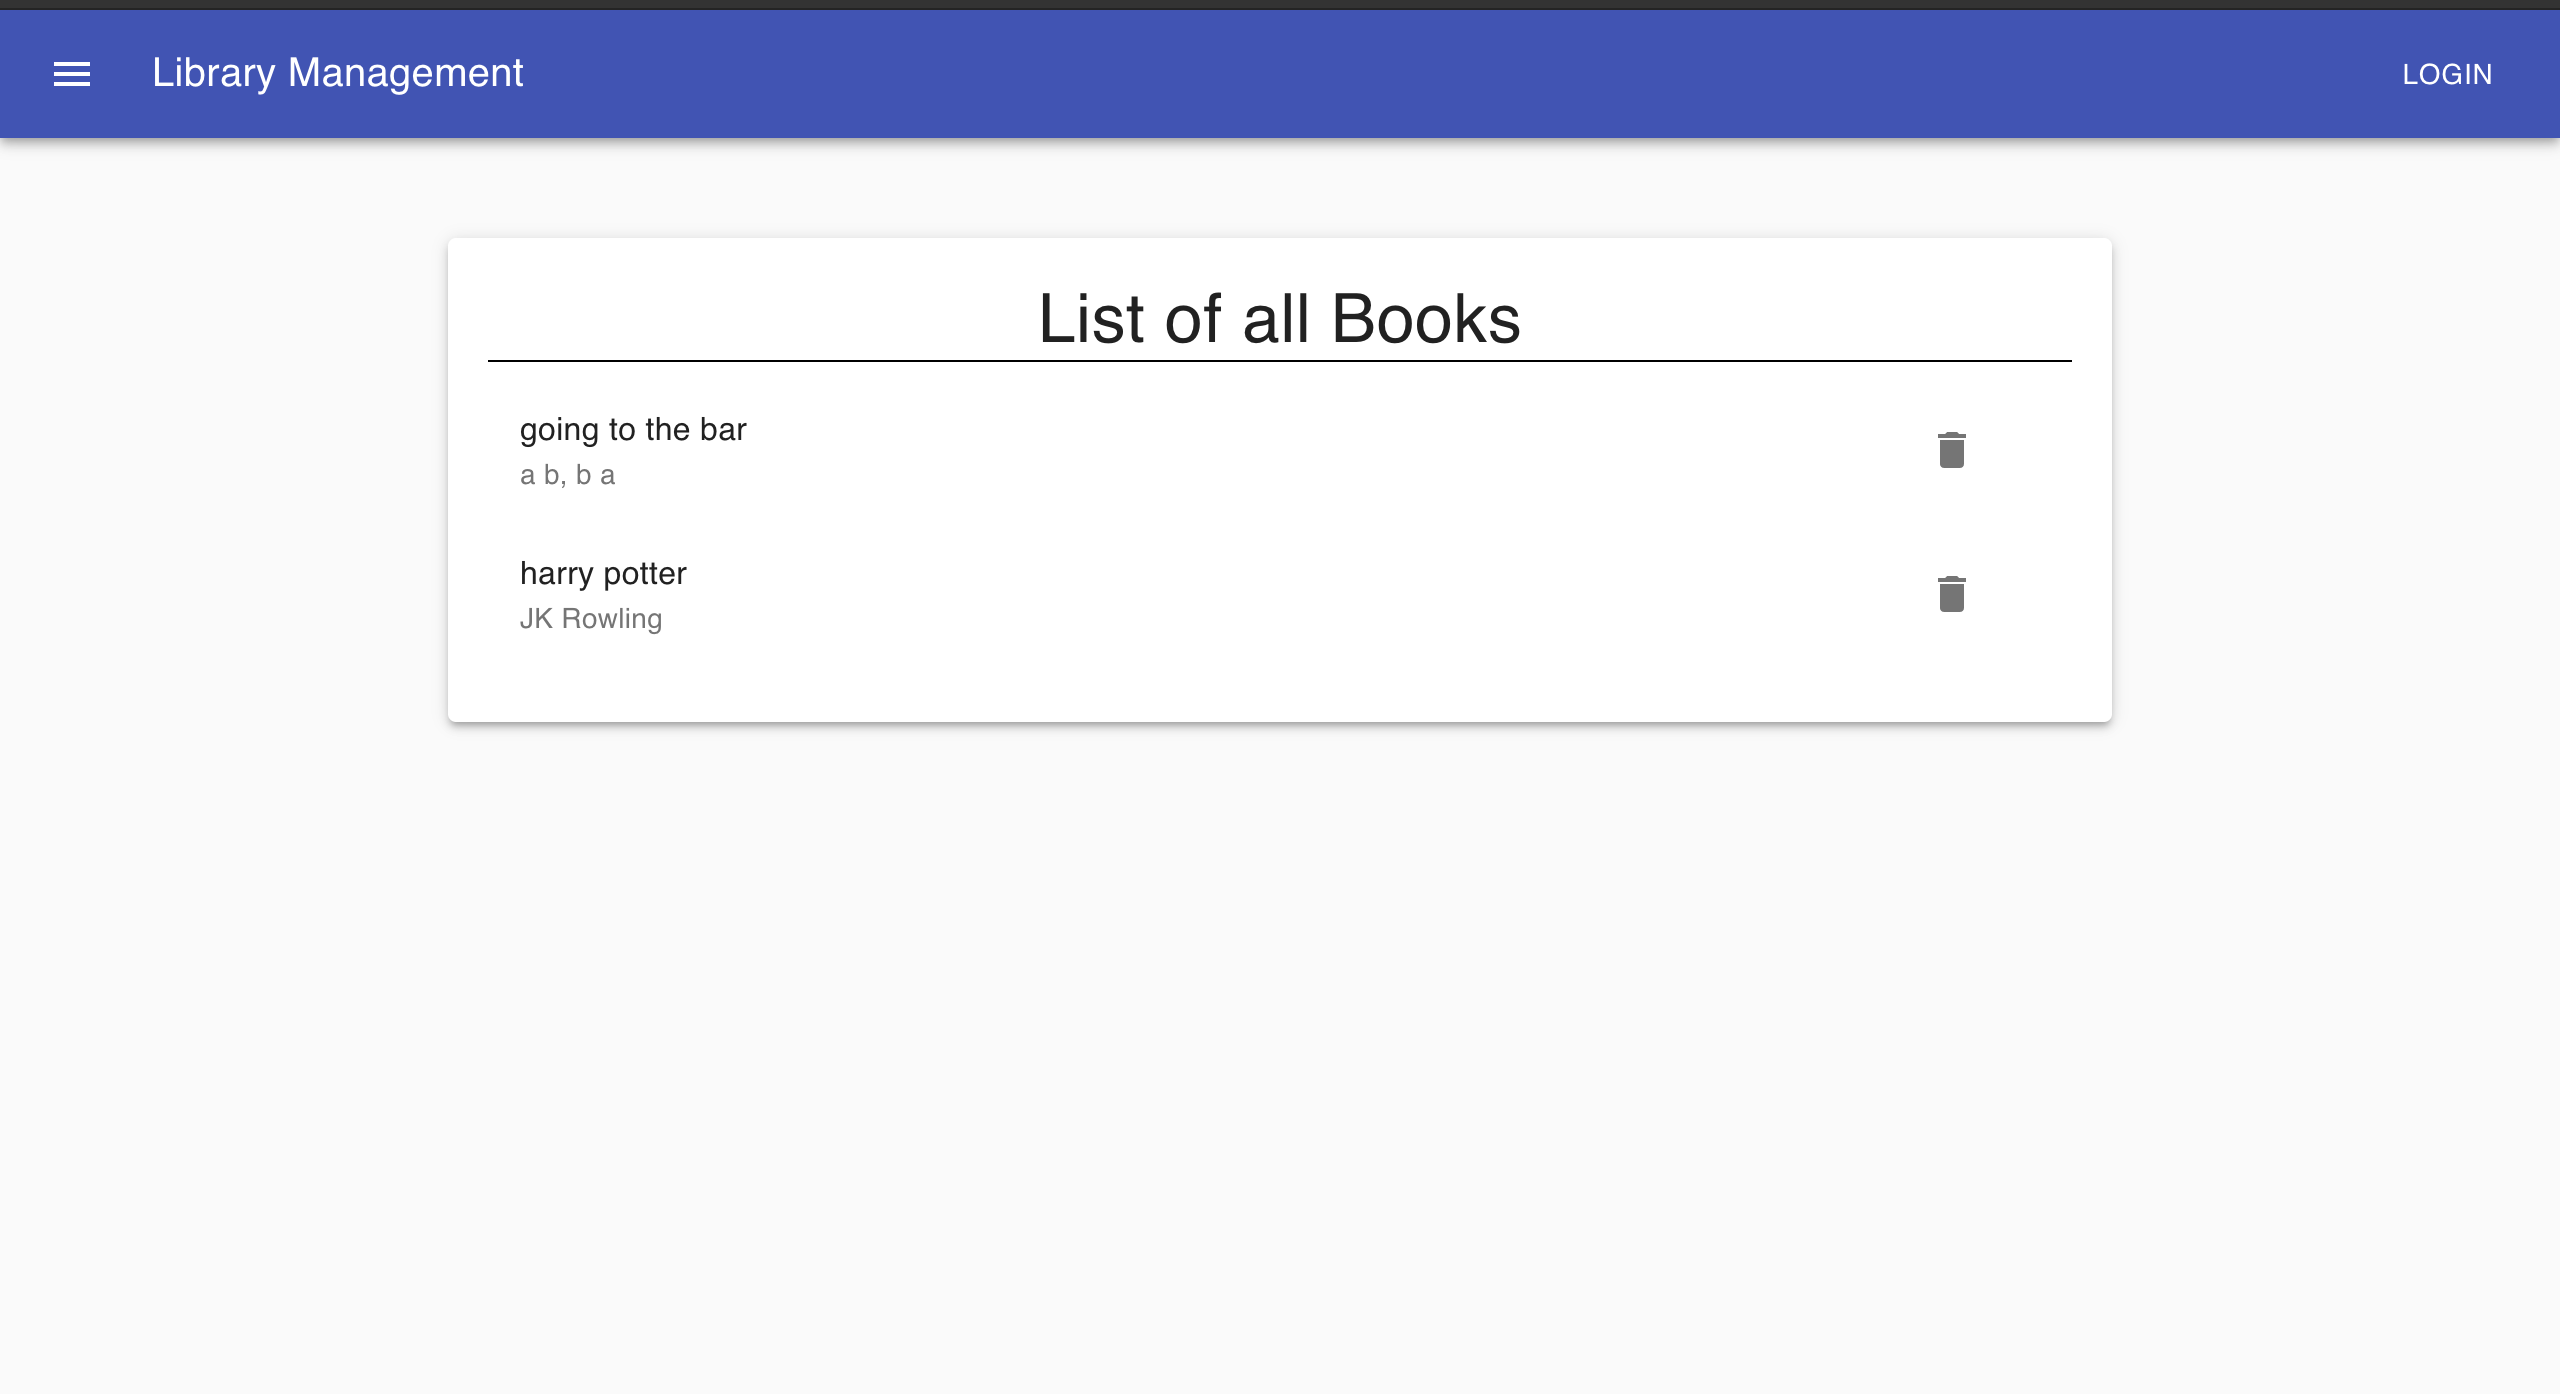 Library Management
LOGIN
List of all Books
going to the bar
a b, b a
harry potter
JK Rowling